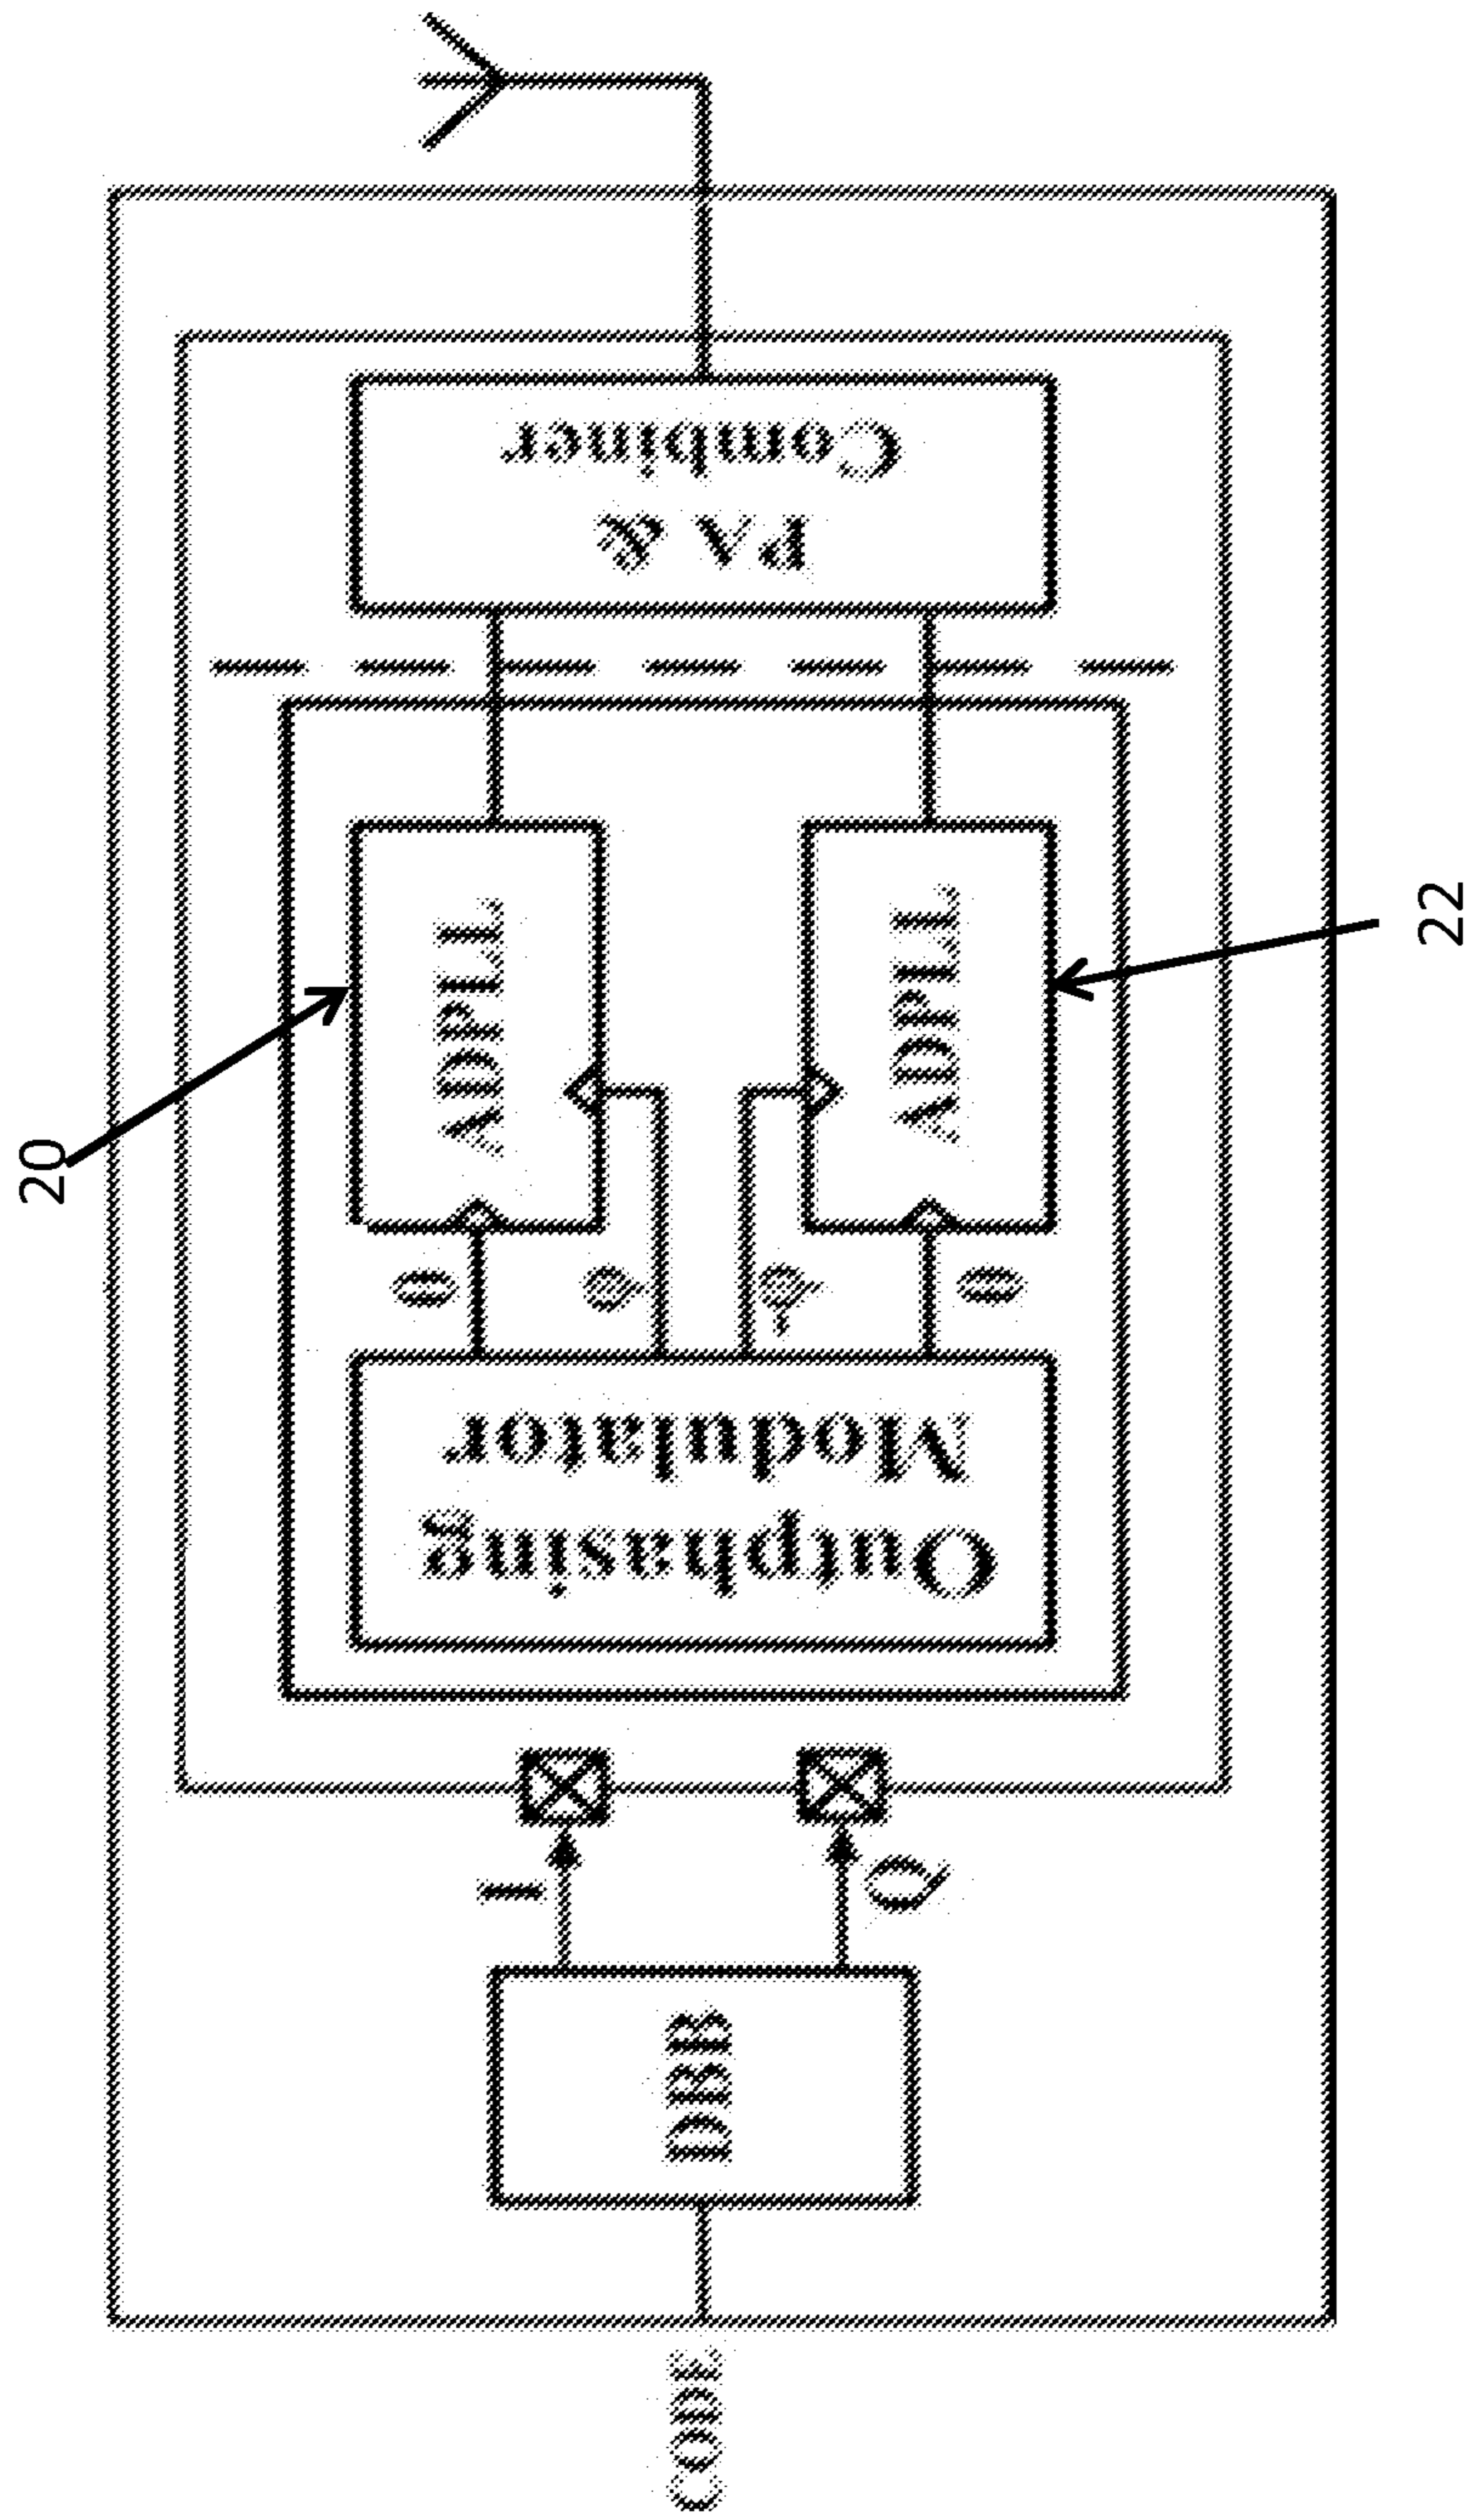 20
CODE
DBB
I
Q
Outphasing
Modulator
θ
φ
-φ
θ
ADPLL
ADPLL
PA &
Combiner
22